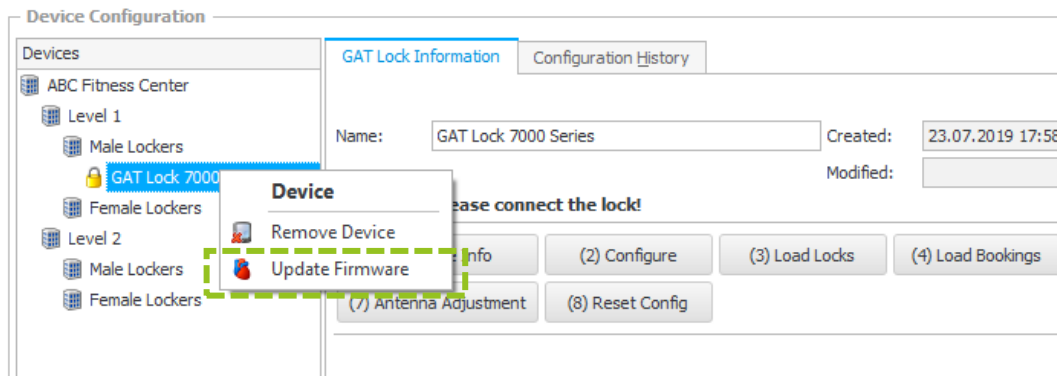 Device Configuration
Devices
ABC Fitness Center
Level 1
Male Lockers
GAT Lock 7000
Female Lockers
Level 2
Male Lockers
Female Lockers
Device
Remove Device
Update Firmware
GAT Lock Information
Configuration History
Name: GAT Lock 7000 Series Created: 23.07.2019 17:58
Modified:
ease connect the lock!
Info (2) Configure (3) Load Locks (4) Load Bookings
(7) Antenna Adjustment (8) Reset Config